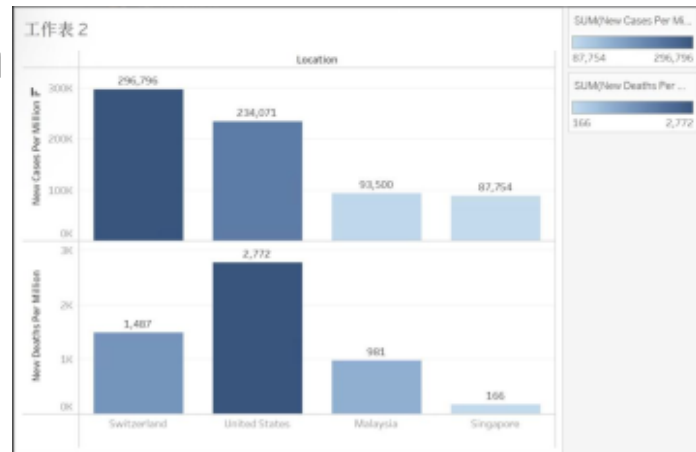 工作表 2
Location
New Cases Per Million
300K
200K
100K
0K
296,796
234,071
93,500
87,754
New Deaths Per Million
3K
2K
1K
0K
1,487
2,772
981
166
Switzerland
United States
Malaysia
Singapore
SUM(New Cases Per Mi...
87,754 296,796
SUM(New Deaths Per ...
166 2,772